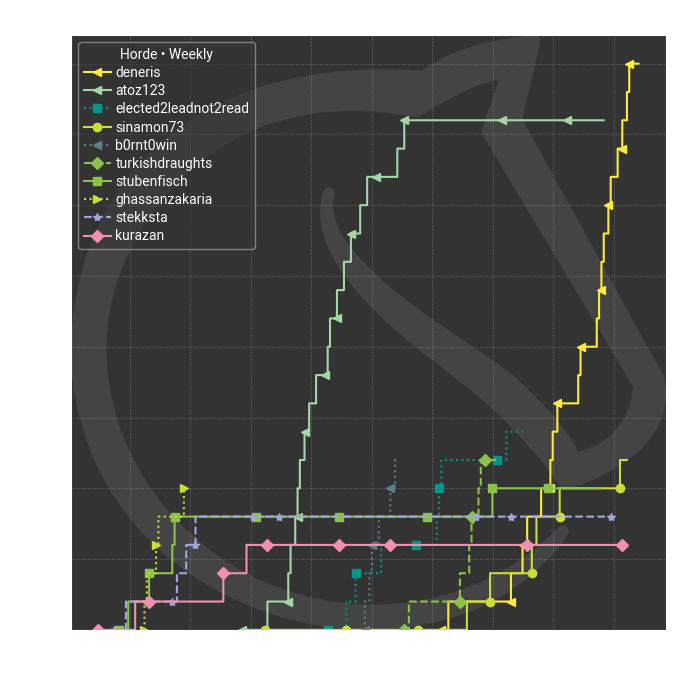 Horde • Weekly
deneris
atoz123
elected2leadnot2read
sinamon73
b0rnt0win
turkishdraughts
stubenfisch
ghassanzakaria
stekksta
kurazan